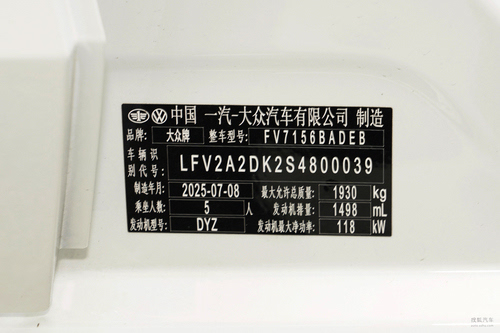 中国 一汽-大众汽车有限公司 制造
品牌: 大众牌 整车型号: FV7156BADEB
车辆识别代号: LFV2A2DK2S4800039
制造年月 2025-07-08 最大允许总质量: 1930 kg
乘坐人数: 5 人 发动机排量: 1498 mL
发动机型号: DYZ 发动机最大净功率: 118 kW
搜狐汽车